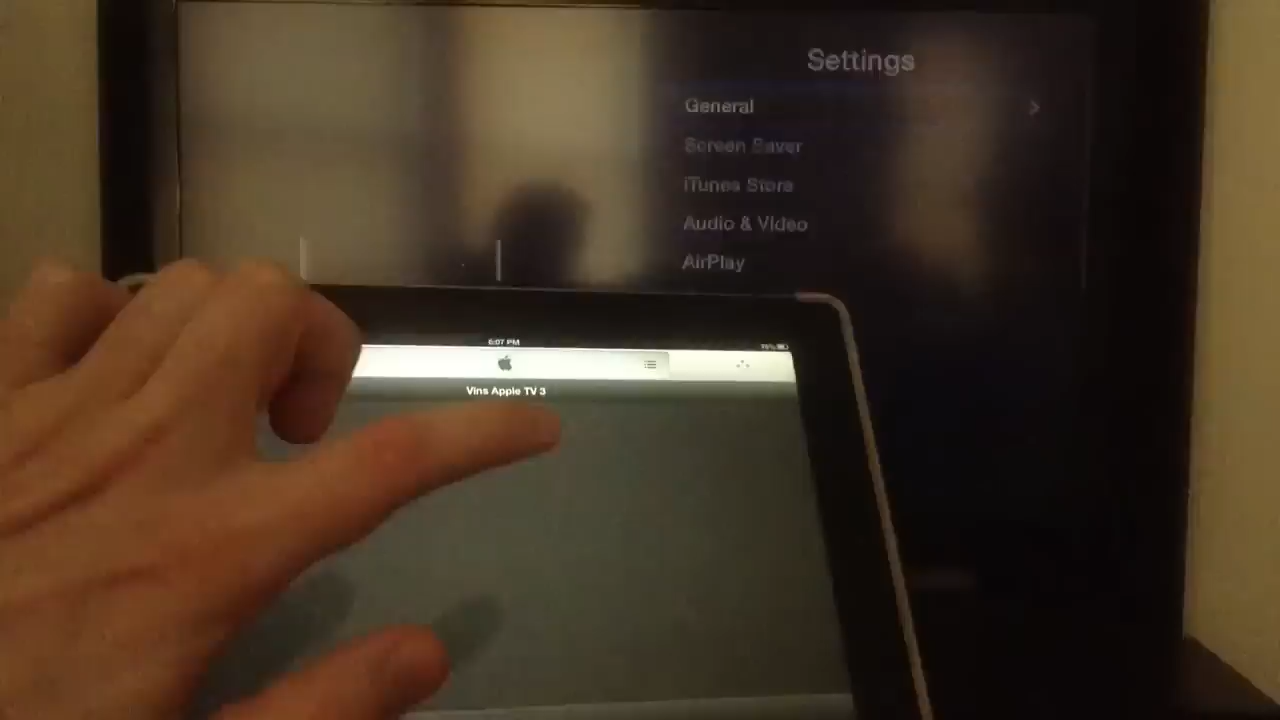 Settings
General
Screen Saver
iTunes Store
Audio & Video
AirPlay
6:07 PM
Vins Apple TV 3